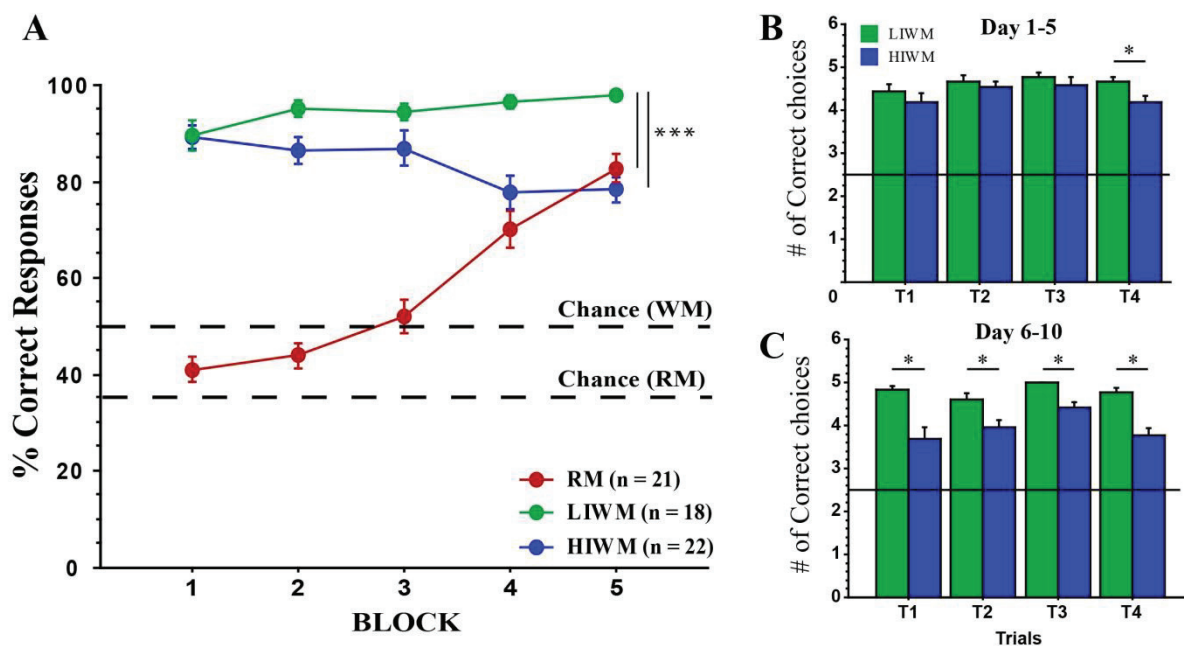 A
% Correct Responses
100
80
60
40
20
0
Chance (WM)
Chance (RM)
***
RM (n = 21)
LIWM (n = 18)
HIWM (n = 22)
1 2 3 4 5
BLOCK
B
Day 1-5
LIWM
HIWM
*
# of Correct choices
6
5
4
3
2
1
0
T1 T2 T3 T4
C
Day 6-10
* * * *
# of Correct choices
6
5
4
3
2
1
0
T1 T2 T3 T4
Trials